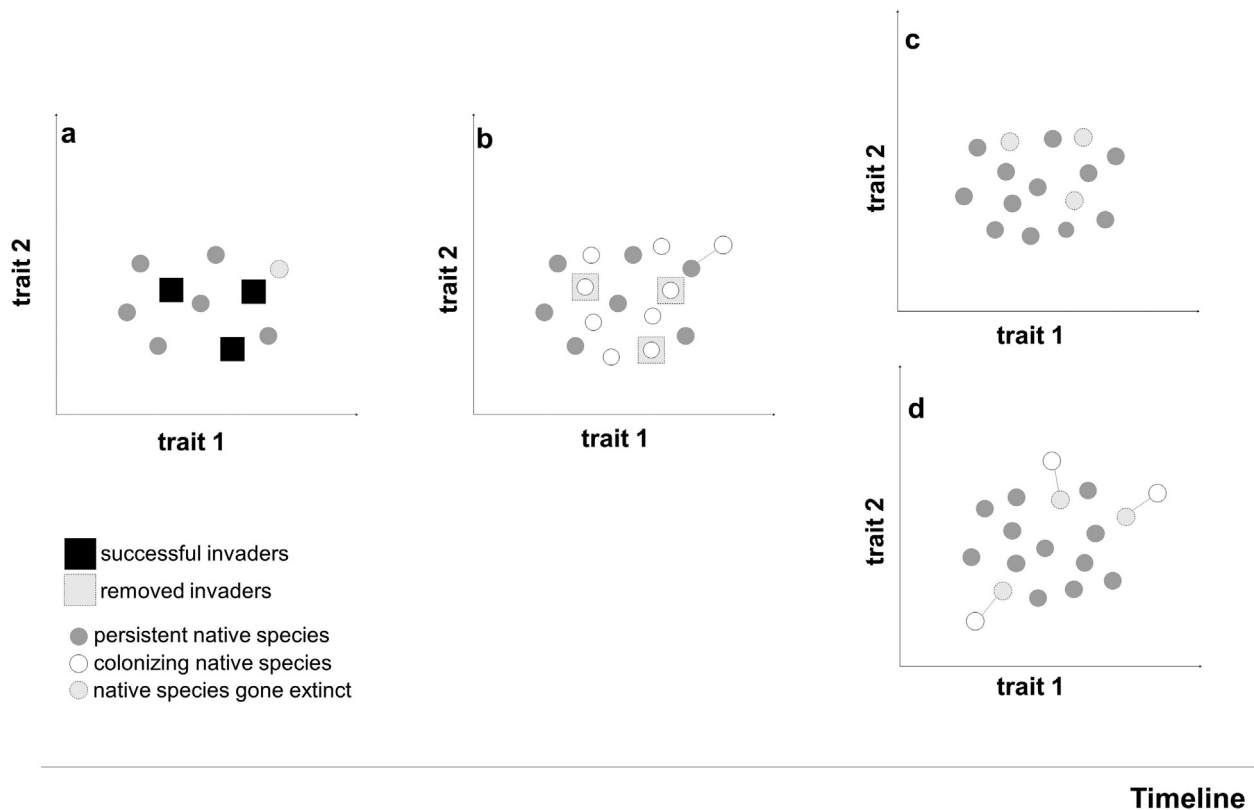 a
trait 2
trait 1
b
trait 2
trait 1
c
trait 2
trait 1
d
trait 2
trait 1
successful invaders
removed invaders
persistent native species
colonizing native species
native species gone extinct
Timeline